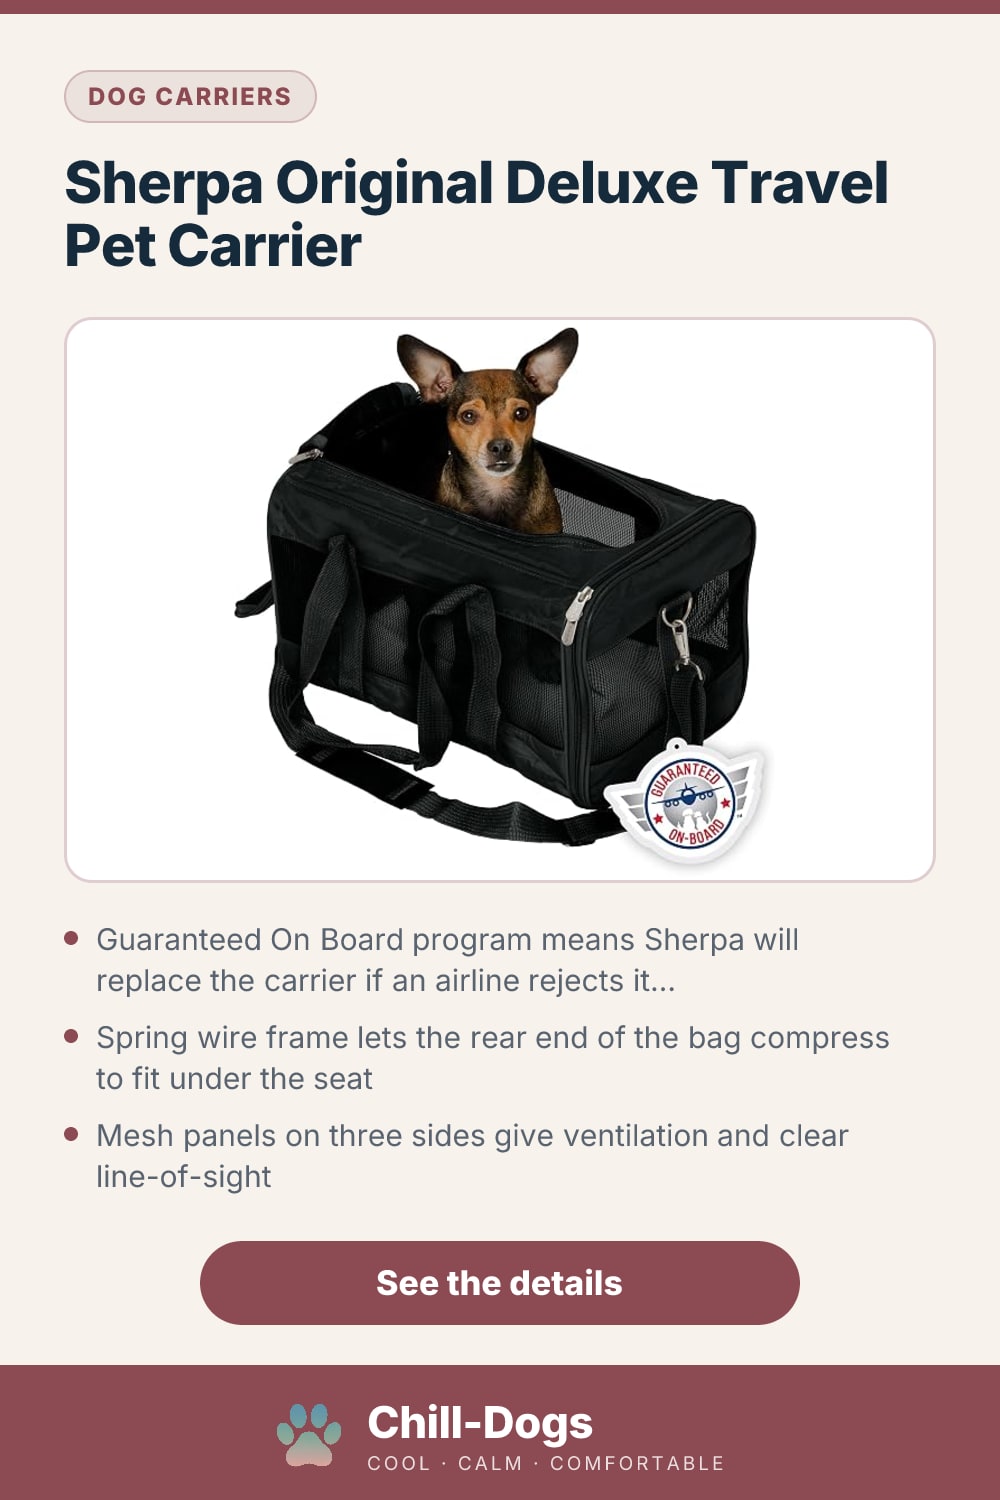 DOG CARRIERS
Sherpa Original Deluxe Travel
Pet Carrier
GUARANTEED
ON-BOARD
Guaranteed On Board program means Sherpa will
replace the carrier if an airline rejects it...
Spring wire frame lets the rear end of the bag compress
to fit under the seat
Mesh panels on three sides give ventilation and clear
line-of-sight
See the details
Chill-Dogs
COOL · CALM · COMFORTABLE